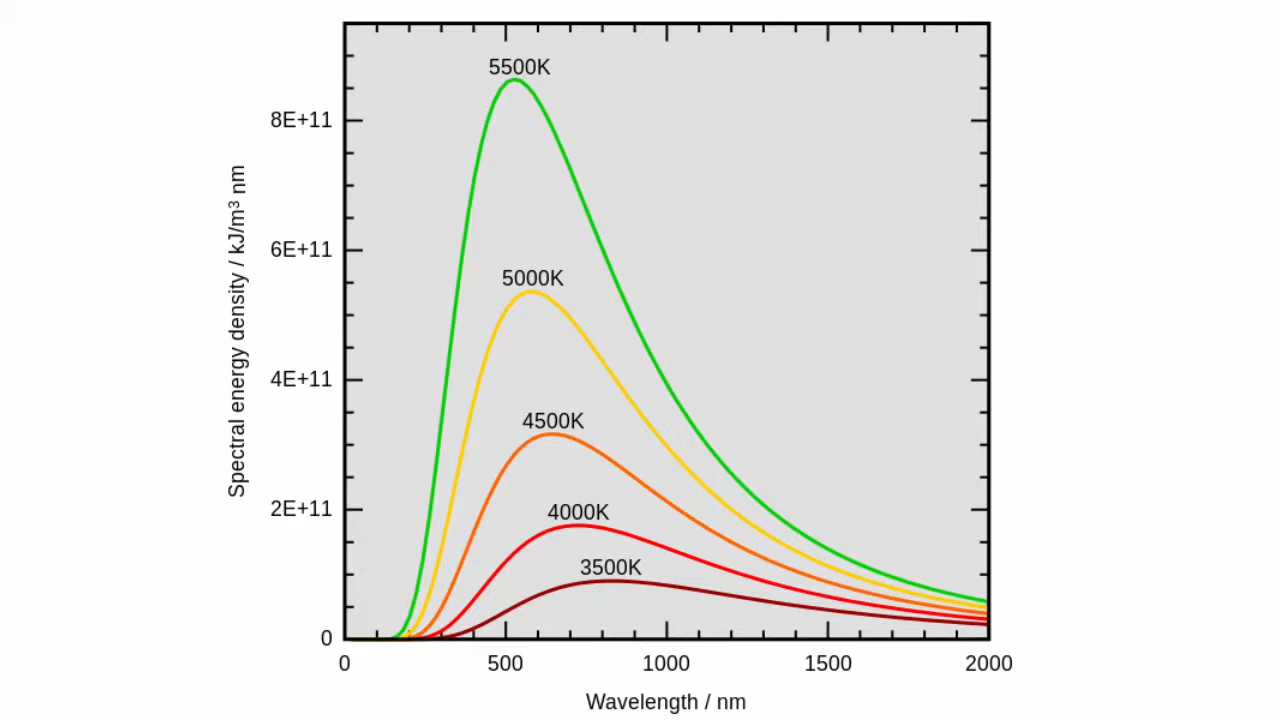 5500K
8E+11
6E+11
5000K
4E+11
4500K
2E+11
4000K
3500K
0
0
500
1000
1500
2000
Wavelength / nm
Spectral energy density / kJ/m³ nm